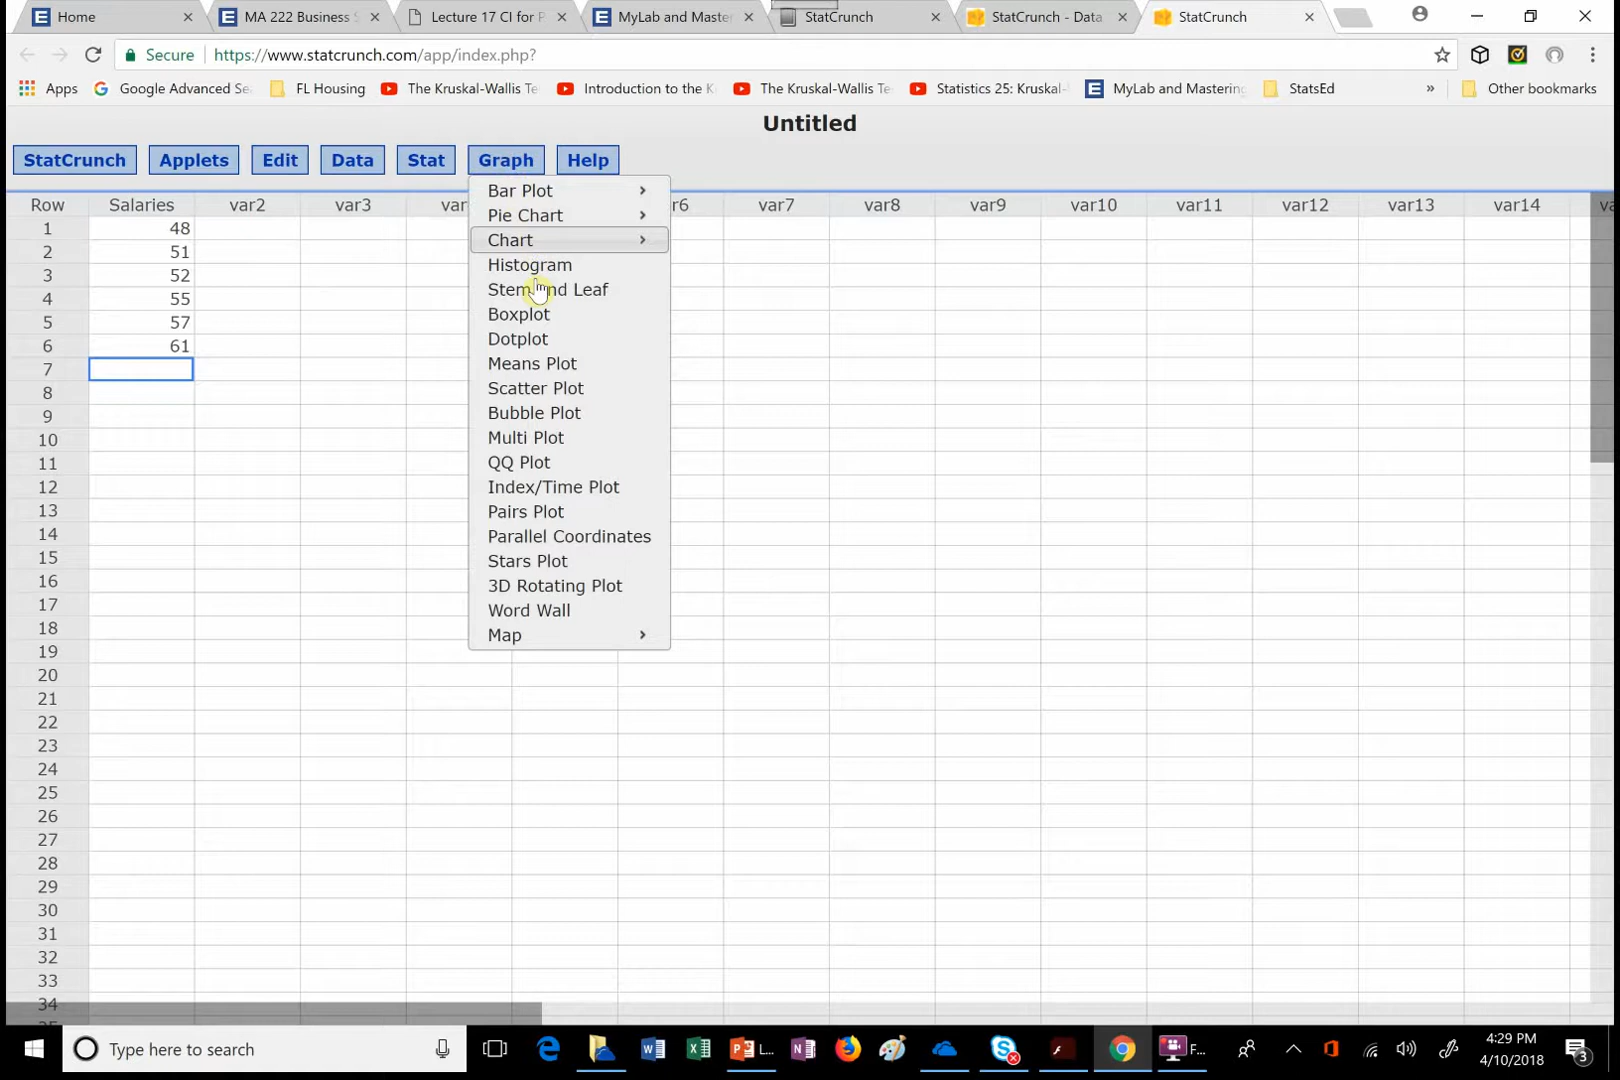 Home
MA 222 Business S
Lecture 17 CI for P
MyLab and Master
StatCrunch
StatCrunch - Data
StatCrunch
Secure
https://www.statcrunch.com/app/index.php?
Apps
Google Advanced Se
FL Housing
The Kruskal-Wallis Te
Introduction to the K
The Kruskal-Wallis Te
Statistics 25: Kruskal-
MyLab and Mastering
StatsEd
»
Other bookmarks
Untitled
StatCrunch
Applets
Edit
Data
Stat
Graph
Help
Row Salaries var2 var3 var r6 var7 var8 var9 var10 var11 var12 var13 var14 va
Bar Plot
Pie Chart
Chart
Histogram
Stem and Leaf
Boxplot
Dotplot
Means Plot
Scatter Plot
Bubble Plot
Multi Plot
QQ Plot
Index/Time Plot
Pairs Plot
Parallel Coordinates
Stars Plot
3D Rotating Plot
Word Wall
Map
1 48
2 51
3 52
4 55
5 57
6 61
7
8
9
10
11
12
13
14
15
16
17
18
19
20
21
22
23
24
25
26
27
28
29
30
31
32
33
34
Type here to search
L...
F...
4:29 PM
4/10/2018
3